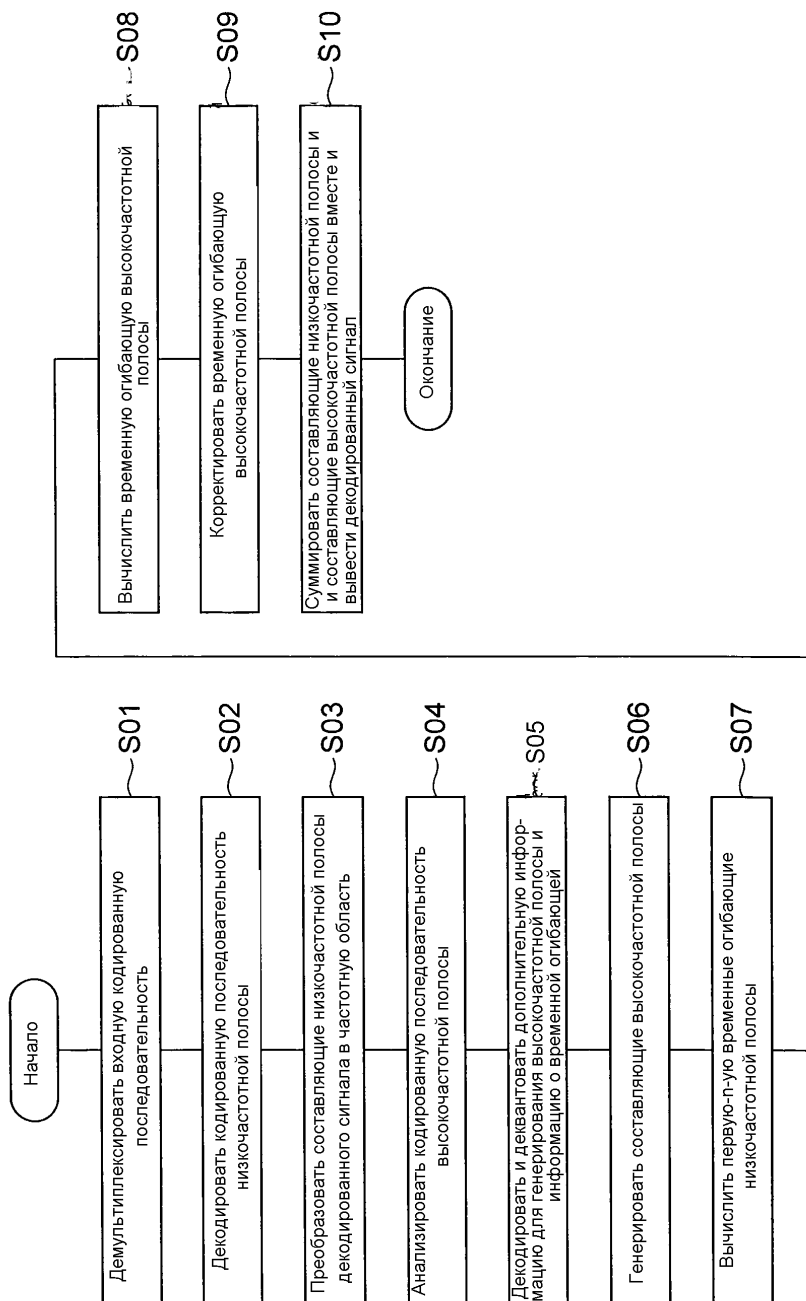 Начало
Демультиплексировать входную кодированную
последовательность
S01
Декодировать кодированную последовательность
низкочастотной полосы
S02
Преобразовать составляющие низкочастотной полосы
декодированного сигнала в частотную область
S03
Анализировать кодированную последовательность
высокочастотной полосы
S04
Декодировать и деквантовать дополнительную инфор-
мацию для генерирования высокочастотной полосы и
информацию о временной огибающей
S05
Генерировать составляющие высокочастотной полосы
S06
Вычислить первую-n-ую временные огибающие
низкочастотной полосы
S07
Вычислить временную огибающую высокочастотной
полосы
S08
Корректировать временную огибающую
высокочастотной полосы
S09
Суммировать составляющие низкочастотной полосы и
и составляющие высокочастотной полосы вместе и
вывести декодированный сигнал
S10
Окончание